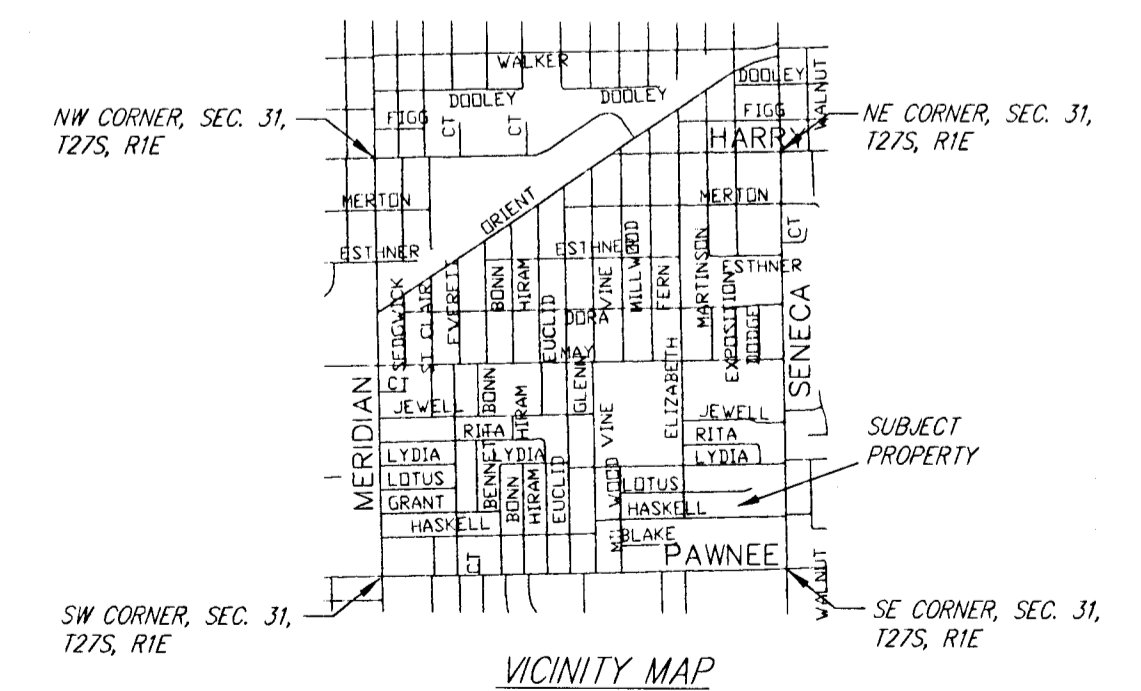 WALKER
DOOLEY
DOOLEY
DOOLEY
WALNUT
FIGG
CT
CT
FIGG
HARRY
NW CORNER, SEC. 31,
T27S, R1E
NE CORNER, SEC. 31,
T27S, R1E
MERTON
ORIENT
MERTON
CT
ESTHNER
ESTHNER
ESTHNER
SEDGWICK
ST CLAIR
EVERETT
BONN
HIRAM
EUCLID
VINE
MILLWOOD
FERN
MARTINSON
EXPOSITION
DODGE
SENECA
DORA
MAY
MERIDIAN
CT
JEWELL
BONN
HIRAM
GLENN
VINE
ELIZABETH
JEWELL
RITA
RITA
LYDIA
LYDIA
LYDIA
LOTUS
LOTUS
GRANT
HASKELL
HASKELL
BENNETT
BONN
HIRAM
EUCLID
MILLWOOD
BLAKE
PAWNEE
CT
WALNUT
SUBJECT
PROPERTY
SW CORNER, SEC. 31,
T27S, R1E
SE CORNER, SEC. 31,
T27S, R1E
VICINITY MAP